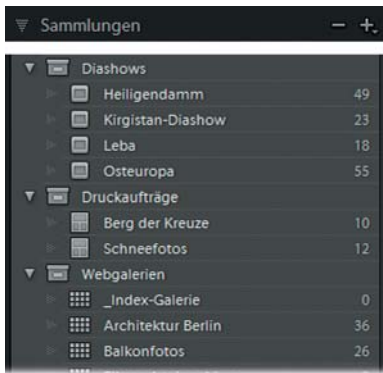 Sammlungen
Diashows
Heiligendamm 49
Kirgistan-Diashow 23
Leba 18
Osteuropa 55
Druckaufträge
Berg der Kreuze 10
Schneefotos 12
Webgalerien
_Index-Galerie 0
Architektur Berlin 36
Balkonfotos 26